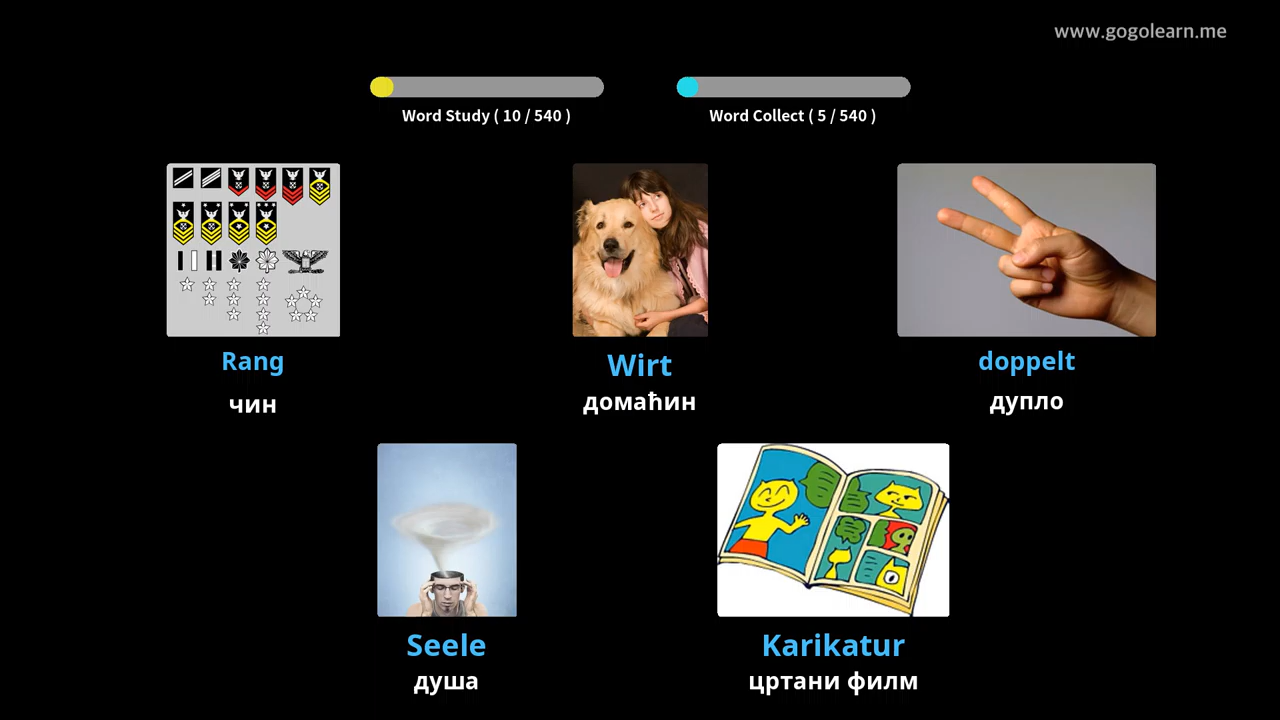 www.gogolearn.me
Word Study ( 10 / 540 )
Word Collect ( 5 / 540 )
Rang
чин
Wirt
домаћин
doppelt
дупло
Seele
душа
Karikatur
цртани филм